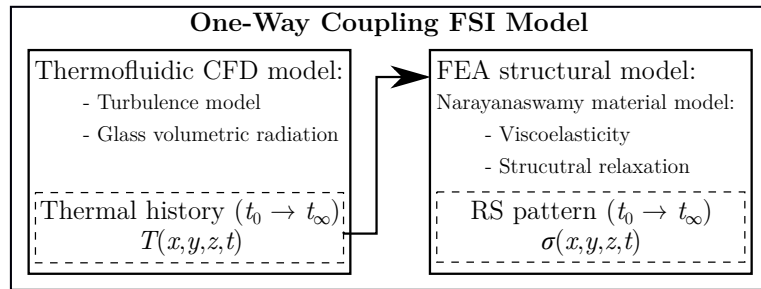 One-Way Coupling FSI Model
Thermofluidic CFD model:
- Turbulence model
- Glass volumetric radiation
Thermal history (t₀ → t∞)
T(x,y,z,t)
FEA structural model:
Narayanaswamy material model:
- Viscoelasticity
- Strucutral relaxation
RS pattern (t₀ → t∞)
σ(x,y,z,t)